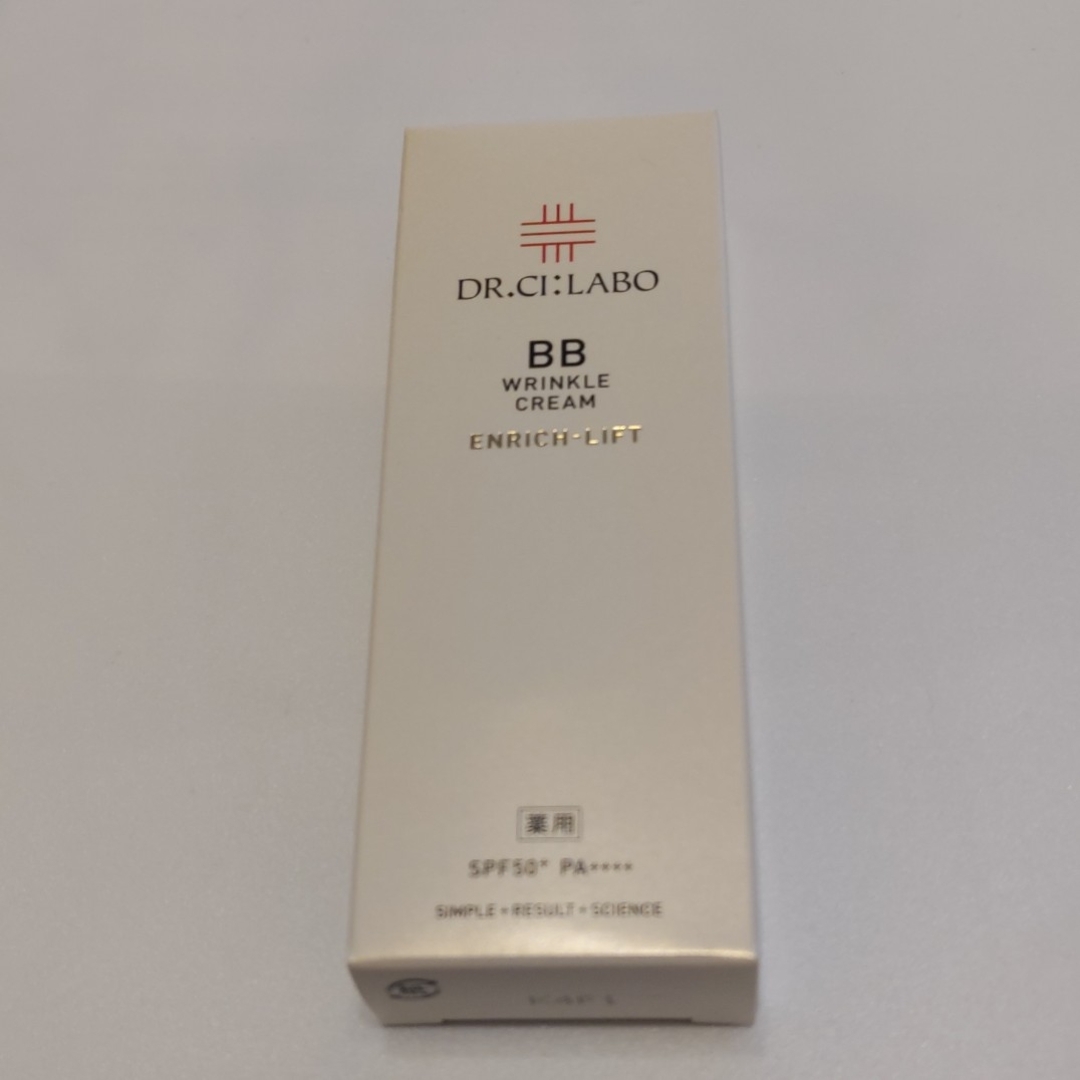 DR.CI:LABO
BB
WRINKLE
CREAM
ENRICH-LIFT
薬用
SPF50+ PA++++
SIMPLE + RESULT + SCIENCE